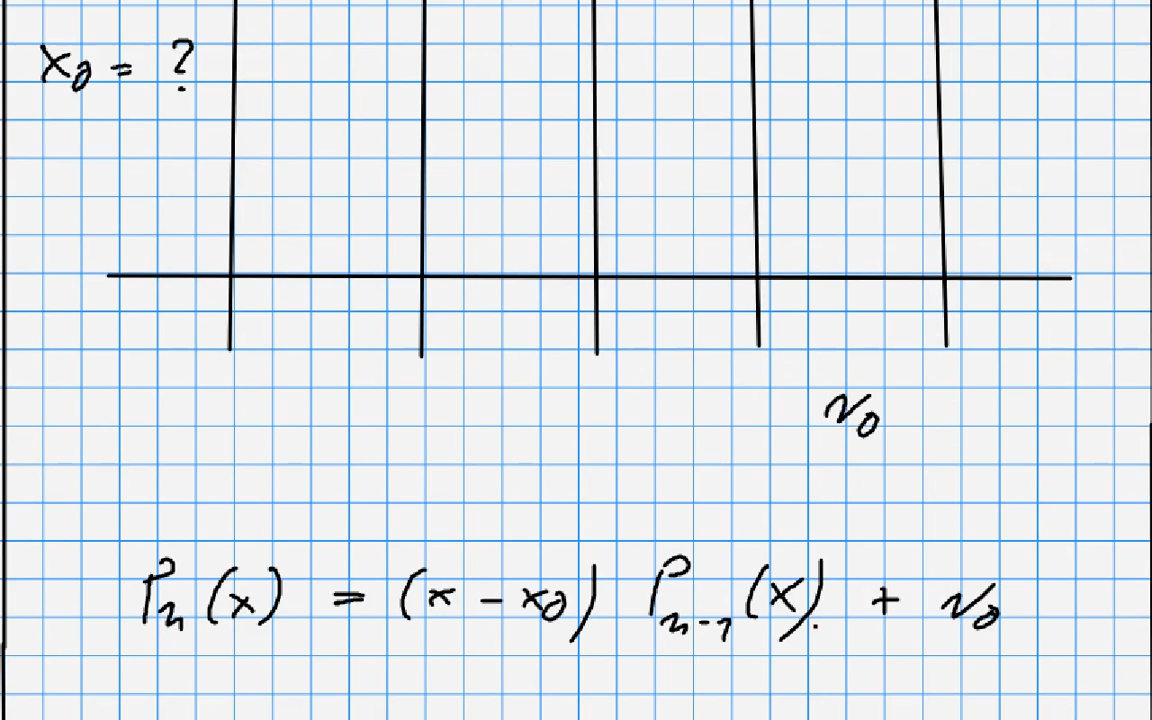 x₀ = ?
r₀
Pₙ(x) = (x - x₀) Pₙ₋₁(x) + r₀